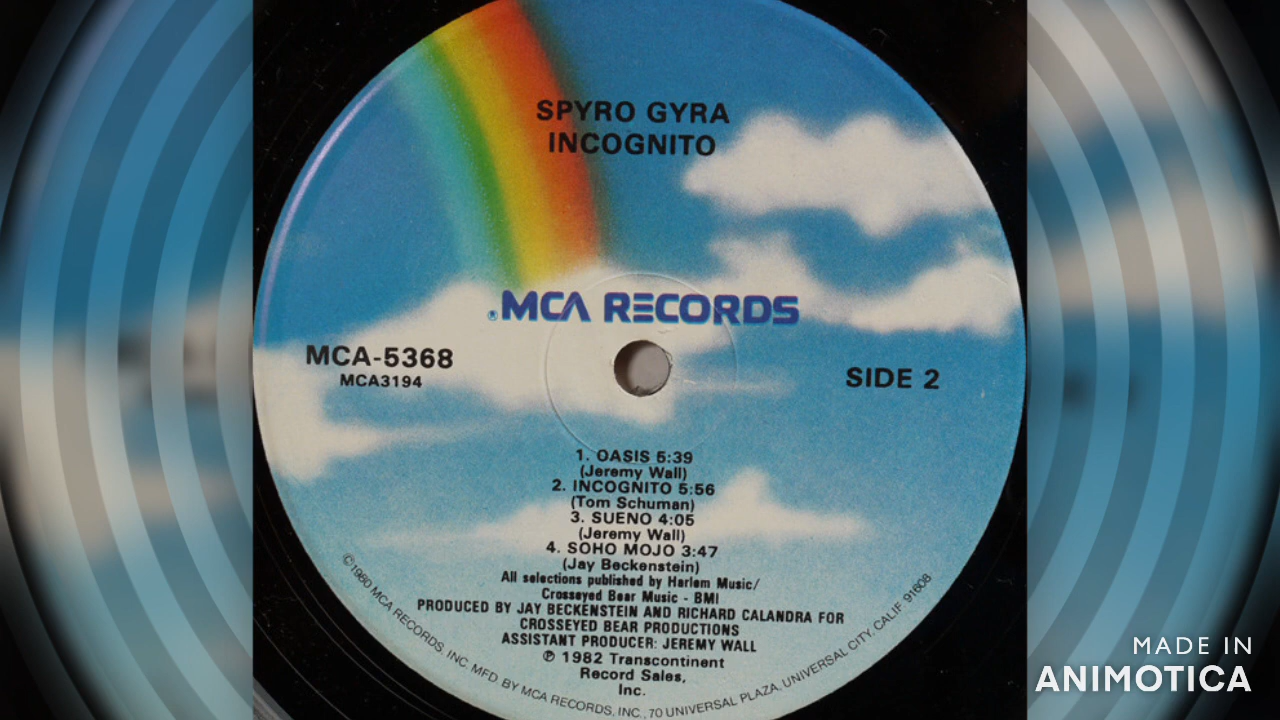 SPYRO GYRA
INCOGNITO
®MCA RECORDS
MCA-5368
MCA3194
SIDE 2
1. OASIS 5:39
(Jeremy Wall)
2. INCOGNITO 5:56
(Tom Schuman)
3. SUENO 4:05
(Jeremy Wall)
4. SOHO MOJO 3:47
(Jay Beckenstein)
All selections published by Harlem Music/
Crosseyed Bear Music - BMI
PRODUCED BY JAY BECKENSTEIN AND RICHARD CALANDRA FOR
CROSSEYED BEAR PRODUCTIONS
ASSISTANT PRODUCER: JEREMY WALL
℗ 1982 Transcontinent
Record Sales,
Inc.
©1980 MCA RECORDS, INC. MFD. BY MCA RECORDS, INC., 70 UNIVERSAL PLAZA, UNIVERSAL CITY, CALIF. 91608
MADE IN
ANIMOTICA